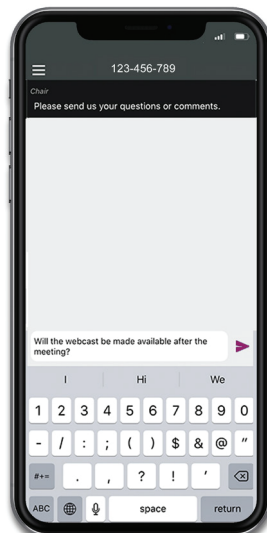 123-456-789
Chair
Please send us your questions or comments.
Will the webcast be made available after the
meeting?
I Hi We
1 2 3 4 5 6 7 8 9 0
- / : ; ( ) $ & @ "
#+= . , ? ! '
ABC space return